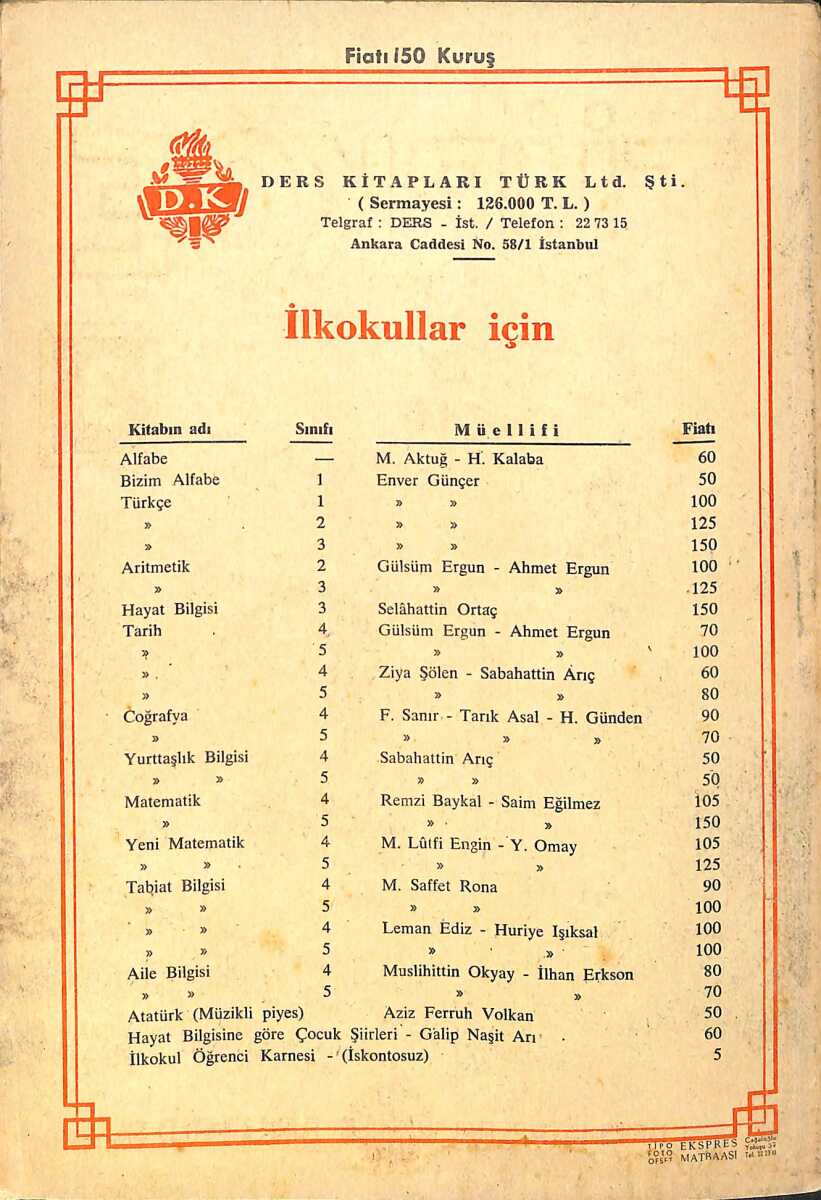 Fiatı 150 Kuruş
D.K
DERS KİTAPLARI TÜRK Ltd. Şti.
( Sermayesi : 126.000 T. L. )
Telgraf : DERS - İst. / Telefon : 22 73 15
Ankara Caddesi No. 58/1 İstanbul
İlkokullar için
Kitabın adı Sınıfı Müellifi Fiatı
Alfabe — M. Aktuğ - H. Kalaba 60
Bizim Alfabe 1 Enver Günçer 50
Türkçe 1 » » 100
» 2 » » 125
» 3 » » 150
Aritmetik 2 Gülsüm Ergun - Ahmet Ergun 100
» 3 » » 125
Hayat Bilgisi 3 Selâhattin Ortaç 150
Tarih 4 Gülsüm Ergun - Ahmet Ergun 70
» 5 » » 100
» 4 Ziya Şölen - Sabahattin Arıç 60
» 5 » » 80
Coğrafya 4 F. Sanır - Tarık Asal - H. Günden 90
» 5 » » » 70
Yurttaşlık Bilgisi 4 Sabahattin Arıç 50
» » 5 » » 50
Matematik 4 Remzi Baykal - Saim Eğilmez 105
» 5 » » 150
Yeni Matematik 4 M. Lûtfi Engin - Y. Omay 105
» » 5 » » 125
Tabiat Bilgisi 4 M. Saffet Rona 90
» » 5 » » 100
» » 4 Leman Ediz - Huriye Işıksal 100
» » 5 » » 100
Aile Bilgisi 4 Muslihittin Okyay - İlhan Erkson 80
» » 5 » » 70
Atatürk (Müzikli piyes) Aziz Ferruh Volkan 50
Hayat Bilgisine göre Çocuk Şiirleri - Galip Naşit Arı 60
İlkokul Öğrenci Karnesi - (İskontosuz) 5
TİPO FOTO OFSET EKSPRES MATBAASI Cağaloğlu Yokuşu